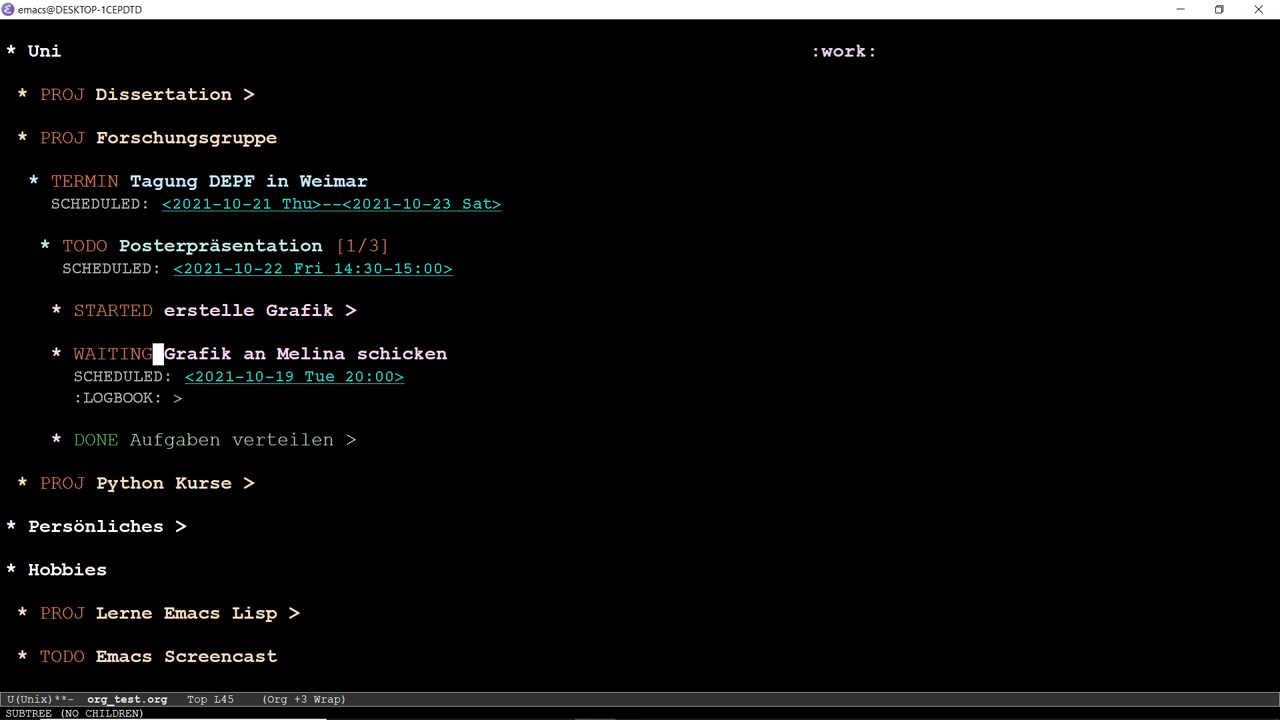 emacs@DESKTOP-1CEPDTD
* Uni :work:
* PROJ Dissertation >
* PROJ Forschungsgruppe
* TERMIN Tagung DEPF in Weimar
SCHEDULED: <2021-10-21 Thu>--<2021-10-23 Sat>
* TODO Posterpräsentation [1/3]
SCHEDULED: <2021-10-22 Fri 14:30-15:00>
* STARTED erstelle Grafik >
* WAITING Grafik an Melina schicken
SCHEDULED: <2021-10-19 Tue 20:00>
:LOGBOOK: >
* DONE Aufgaben verteilen >
* PROJ Python Kurse >
* Persönliches >
* Hobbies
* PROJ Lerne Emacs Lisp >
* TODO Emacs Screencast
U(Unix)**- org_test.org Top L45 (Org +3 Wrap)
SUBTREE (NO CHILDREN)